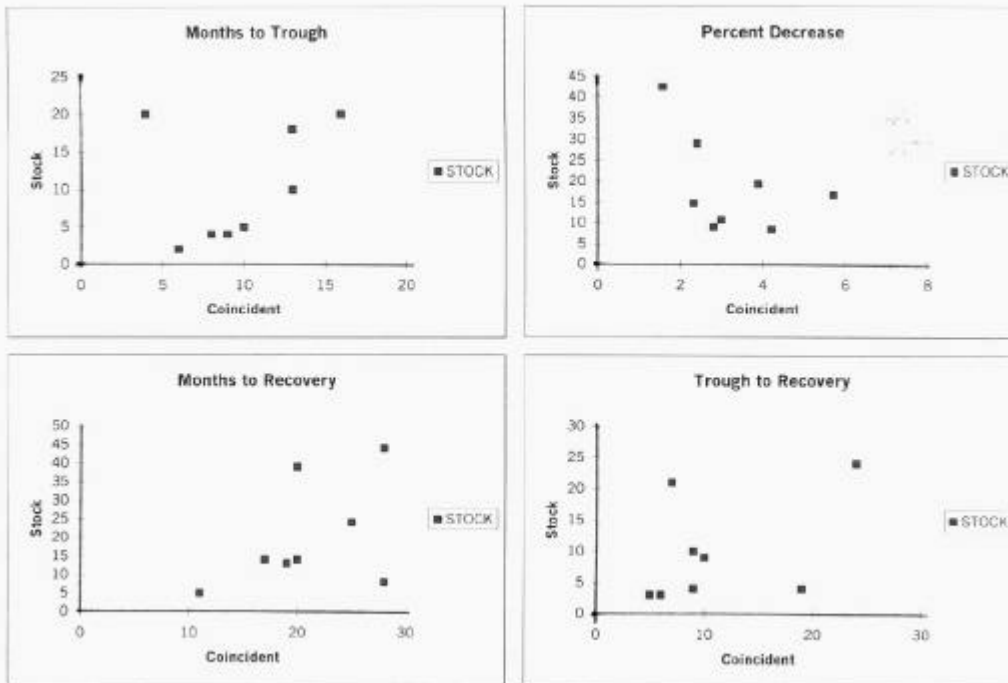 Months to Trough
25
20
15
10
5
0
Stock
0 5 10 15 20
Coincident
STOCK
Percent Decrease
45
40
35
30
25
20
15
10
5
0
Stock
0 2 4 6 8
Coincident
STOCK
Months to Recovery
50
45
40
35
30
25
20
15
10
5
0
Stock
0 10 20 30
Coincident
STOCK
Trough to Recovery
30
25
20
15
10
5
0
Stock
0 10 20 30
Coincident
STOCK